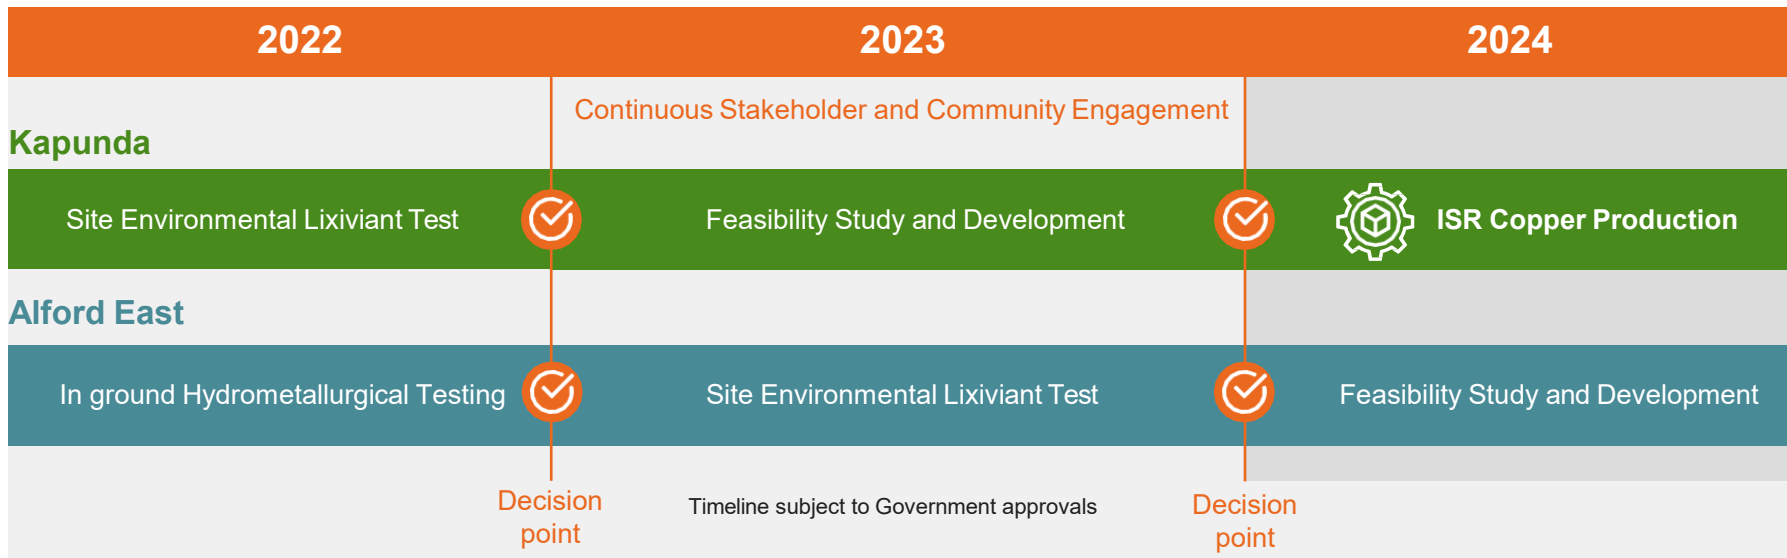 2022 2023 2024
Continuous Stakeholder and Community Engagement
Kapunda
Site Environmental Lixiviant Test
Feasibility Study and Development
ISR Copper Production
Alford East
In ground Hydrometallurgical Testing
Site Environmental Lixiviant Test
Feasibility Study and Development
Decision
point
Timeline subject to Government approvals
Decision
point